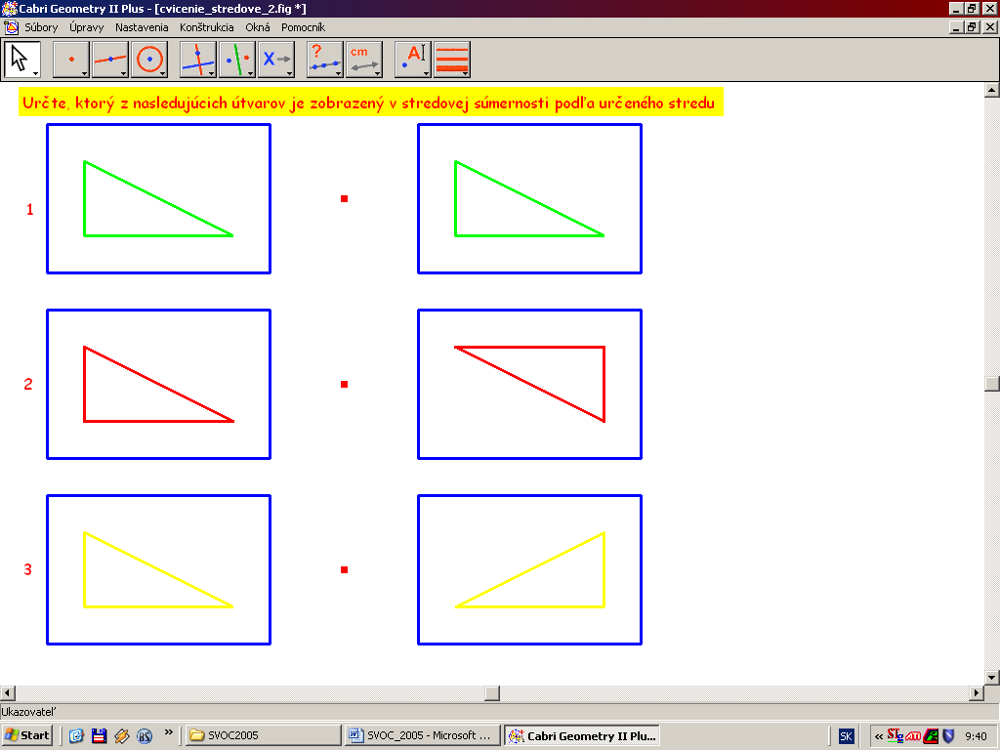 Cabri Geometry II Plus - [cvicenie_stredove_2.fig *]
Súbory Úpravy Nastavenia Konštrukcia Okná Pomocník
? cm A
X
Určte, ktorý z nasledujúcich útvarov je zobrazený v stredovej súmernosti podľa určeného stredu
1
2
3
Ukazovateľ
Start BS » SVOC2005 SVOC_2005 - Microsoft ... Cabri Geometry II Plu... SK « 9:40